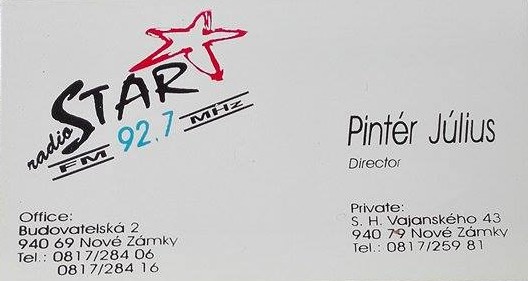 radio STAR
FM 92.7 MHz
Pintér Július
Director
Office:
Budovatelská 2
940 69 Nové Zámky
Tel.: 0817/284 06
0817/284 16
Private:
S. H. Vajanského 43
940 79 Nové Zámky
Tel.: 0817/259 81